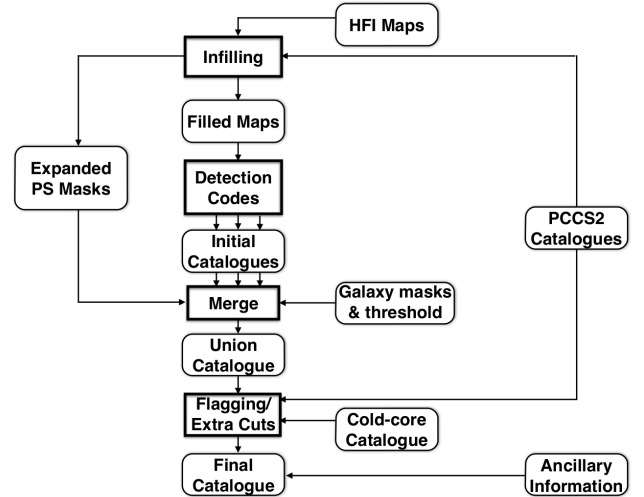 HFI Maps
Infilling
Filled Maps
Expanded
PS Masks
Detection
Codes
PCCS2
Catalogues
Initial
Catalogues
Merge
Galaxy masks
& threshold
Union
Catalogue
Flagging/
Extra Cuts
Cold-core
Catalogue
Final
Catalogue
Ancillary
Information